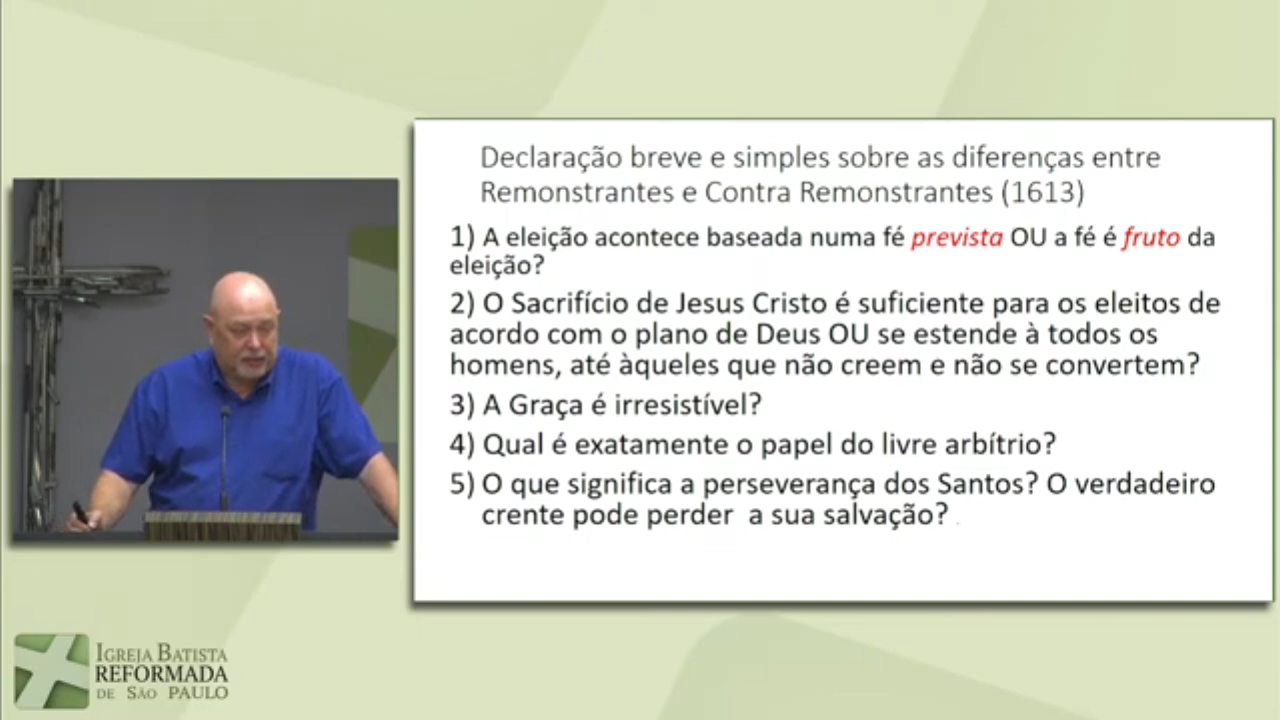 Declaração breve e simples sobre as diferenças entre
Remonstrantes e Contra Remonstrantes (1613)
1) A eleição acontece baseada numa fé prevista OU a fé é fruto da
eleição?
2) O Sacrifício de Jesus Cristo é suficiente para os eleitos de
acordo com o plano de Deus OU se estende à todos os
homens, até àqueles que não creem e não se convertem?
3) A Graça é irresistível?
4) Qual é exatamente o papel do livre arbítrio?
5) O que significa a perseverança dos Santos? O verdadeiro
crente pode perder a sua salvação?
IGREJA BATISTA
REFORMADA
DE SÃO PAULO